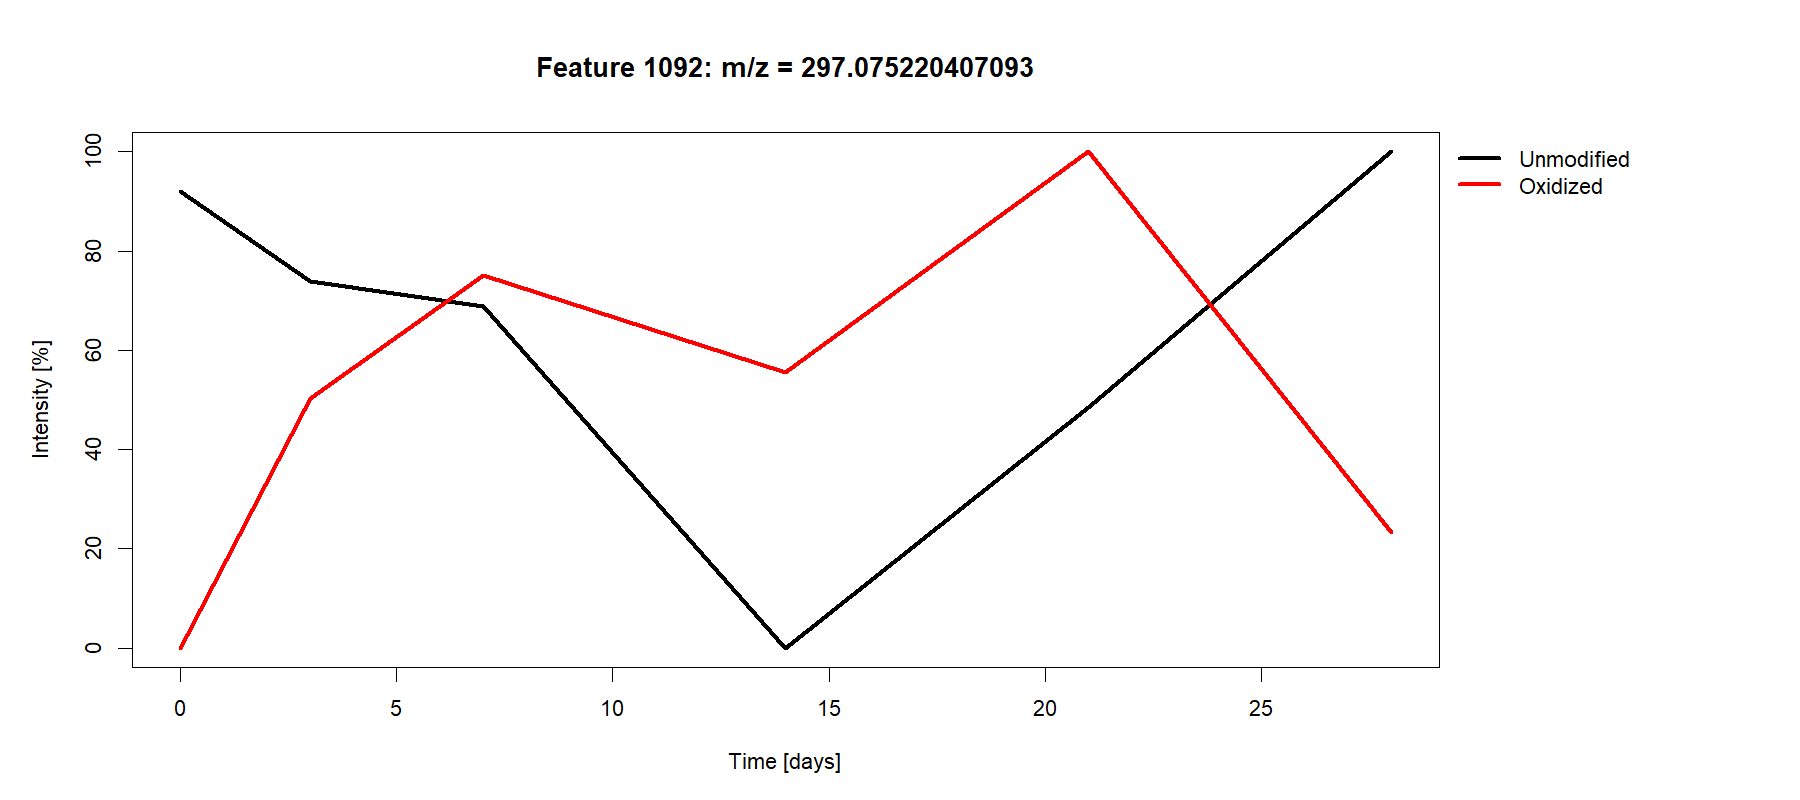 Feature 1092: m/z = 297.075220407093
Unmodified
Oxidized
Intensity [%]
100
80
60
40
20
0
0 5 10 15 20 25
Time [days]